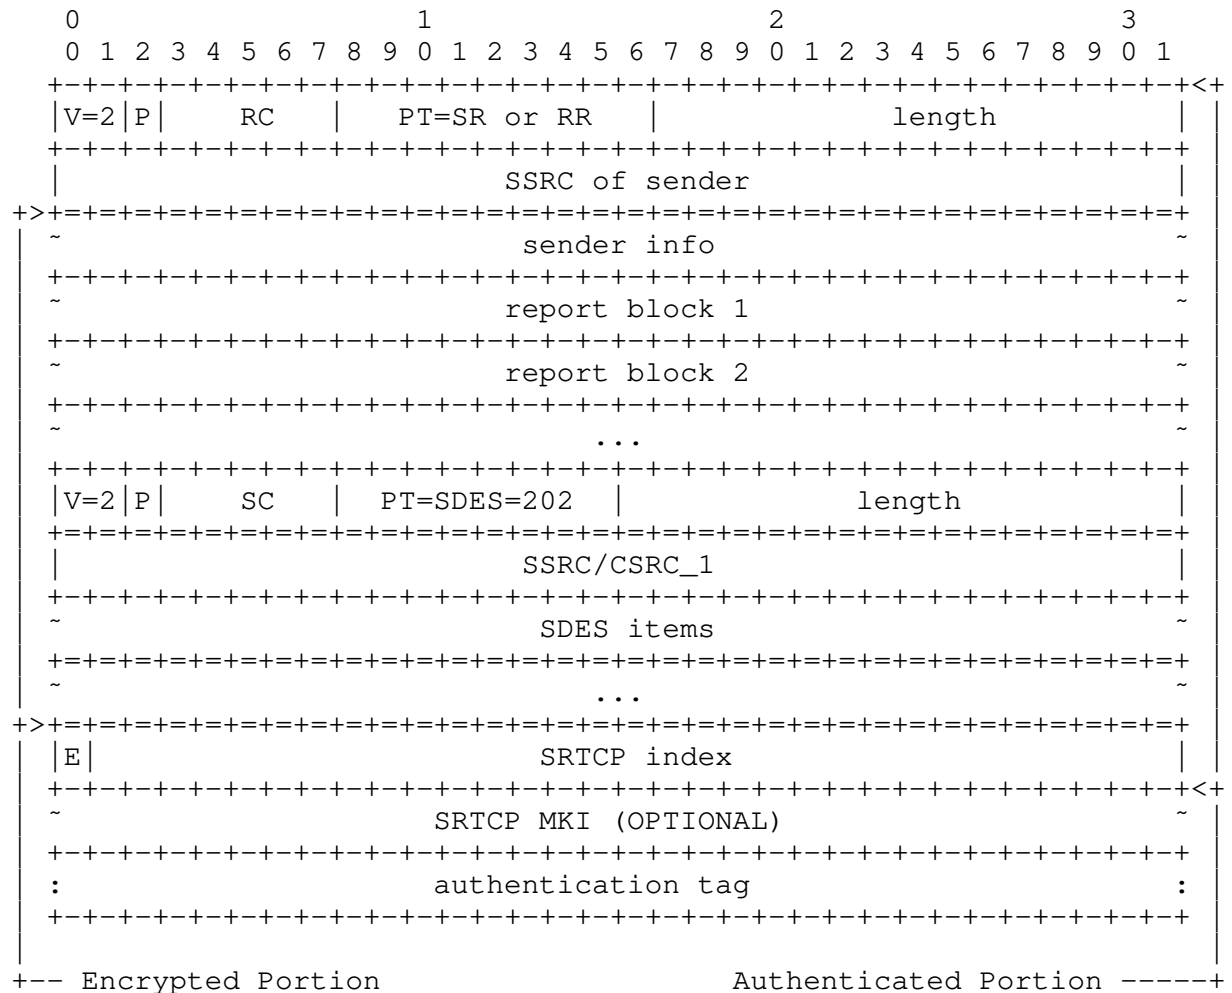 0                   1                   2                   3
    0 1 2 3 4 5 6 7 8 9 0 1 2 3 4 5 6 7 8 9 0 1 2 3 4 5 6 7 8 9 0 1
   +-+-+-+-+-+-+-+-+-+-+-+-+-+-+-+-+-+-+-+-+-+-+-+-+-+-+-+-+-+-+-+-+<+
   |V=2|P|    RC   |   PT=SR or RR   |             length          | |
   +-+-+-+-+-+-+-+-+-+-+-+-+-+-+-+-+-+-+-+-+-+-+-+-+-+-+-+-+-+-+-+-+ |
   |                         SSRC of sender                        | |
 +>+=+=+=+=+=+=+=+=+=+=+=+=+=+=+=+=+=+=+=+=+=+=+=+=+=+=+=+=+=+=+=+=+ |
 | ~                          sender info                          ~ |
 | +-+-+-+-+-+-+-+-+-+-+-+-+-+-+-+-+-+-+-+-+-+-+-+-+-+-+-+-+-+-+-+-+ |
 | ~                         report block 1                        ~ |
 | +-+-+-+-+-+-+-+-+-+-+-+-+-+-+-+-+-+-+-+-+-+-+-+-+-+-+-+-+-+-+-+-+ |
 | ~                         report block 2                        ~ |
 | +-+-+-+-+-+-+-+-+-+-+-+-+-+-+-+-+-+-+-+-+-+-+-+-+-+-+-+-+-+-+-+-+ |
 | ~                              ...                              ~ |
 | +-+-+-+-+-+-+-+-+-+-+-+-+-+-+-+-+-+-+-+-+-+-+-+-+-+-+-+-+-+-+-+-+ |
 | |V=2|P|    SC   |  PT=SDES=202  |             length            | |
 | +=+=+=+=+=+=+=+=+=+=+=+=+=+=+=+=+=+=+=+=+=+=+=+=+=+=+=+=+=+=+=+=+ |
 | |                          SSRC/CSRC_1                          | |
 | +-+-+-+-+-+-+-+-+-+-+-+-+-+-+-+-+-+-+-+-+-+-+-+-+-+-+-+-+-+-+-+-+ |
 | ~                           SDES items                          ~ |
 | +=+=+=+=+=+=+=+=+=+=+=+=+=+=+=+=+=+=+=+=+=+=+=+=+=+=+=+=+=+=+=+=+ |
 | ~                              ...                              ~ |
 +>+=+=+=+=+=+=+=+=+=+=+=+=+=+=+=+=+=+=+=+=+=+=+=+=+=+=+=+=+=+=+=+=+ |
 | |E|                         SRTCP index                         | |
 | +-+-+-+-+-+-+-+-+-+-+-+-+-+-+-+-+-+-+-+-+-+-+-+-+-+-+-+-+-+-+-+-+<+
 | ~                     SRTCP MKI (OPTIONAL)                      ~ |
 | +-+-+-+-+-+-+-+-+-+-+-+-+-+-+-+-+-+-+-+-+-+-+-+-+-+-+-+-+-+-+-+-+ |
 | :                     authentication tag                        : |
 | +-+-+-+-+-+-+-+-+-+-+-+-+-+-+-+-+-+-+-+-+-+-+-+-+-+-+-+-+-+-+-+-+ |
 |                                                                   |
 +-- Encrypted Portion                    Authenticated Portion -----+